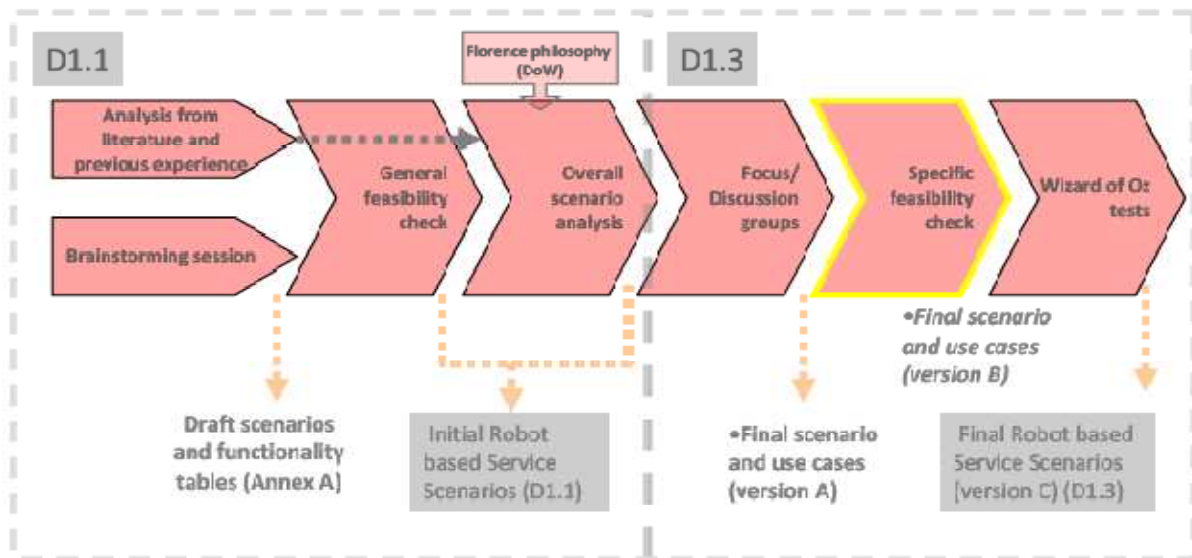 D1.1
Florence philosophy
(DoW)
D1.3
Analysis from
literature and
previous experience
Brainstorming session
General
feasibility
check
Overall
scenario
analysis
Focus/
Discussion
groups
Specific
feasibility
check
Wizard of Oz
tests
Draft scenarios
and functionality
tables (Annex A)
Initial Robot
based Service
Scenarios (D1.1)
•Final scenario
and use cases
(version A)
•Final scenario
and use cases
(version B)
Final Robot based
Service Scenarios
(version C) (D1.3)